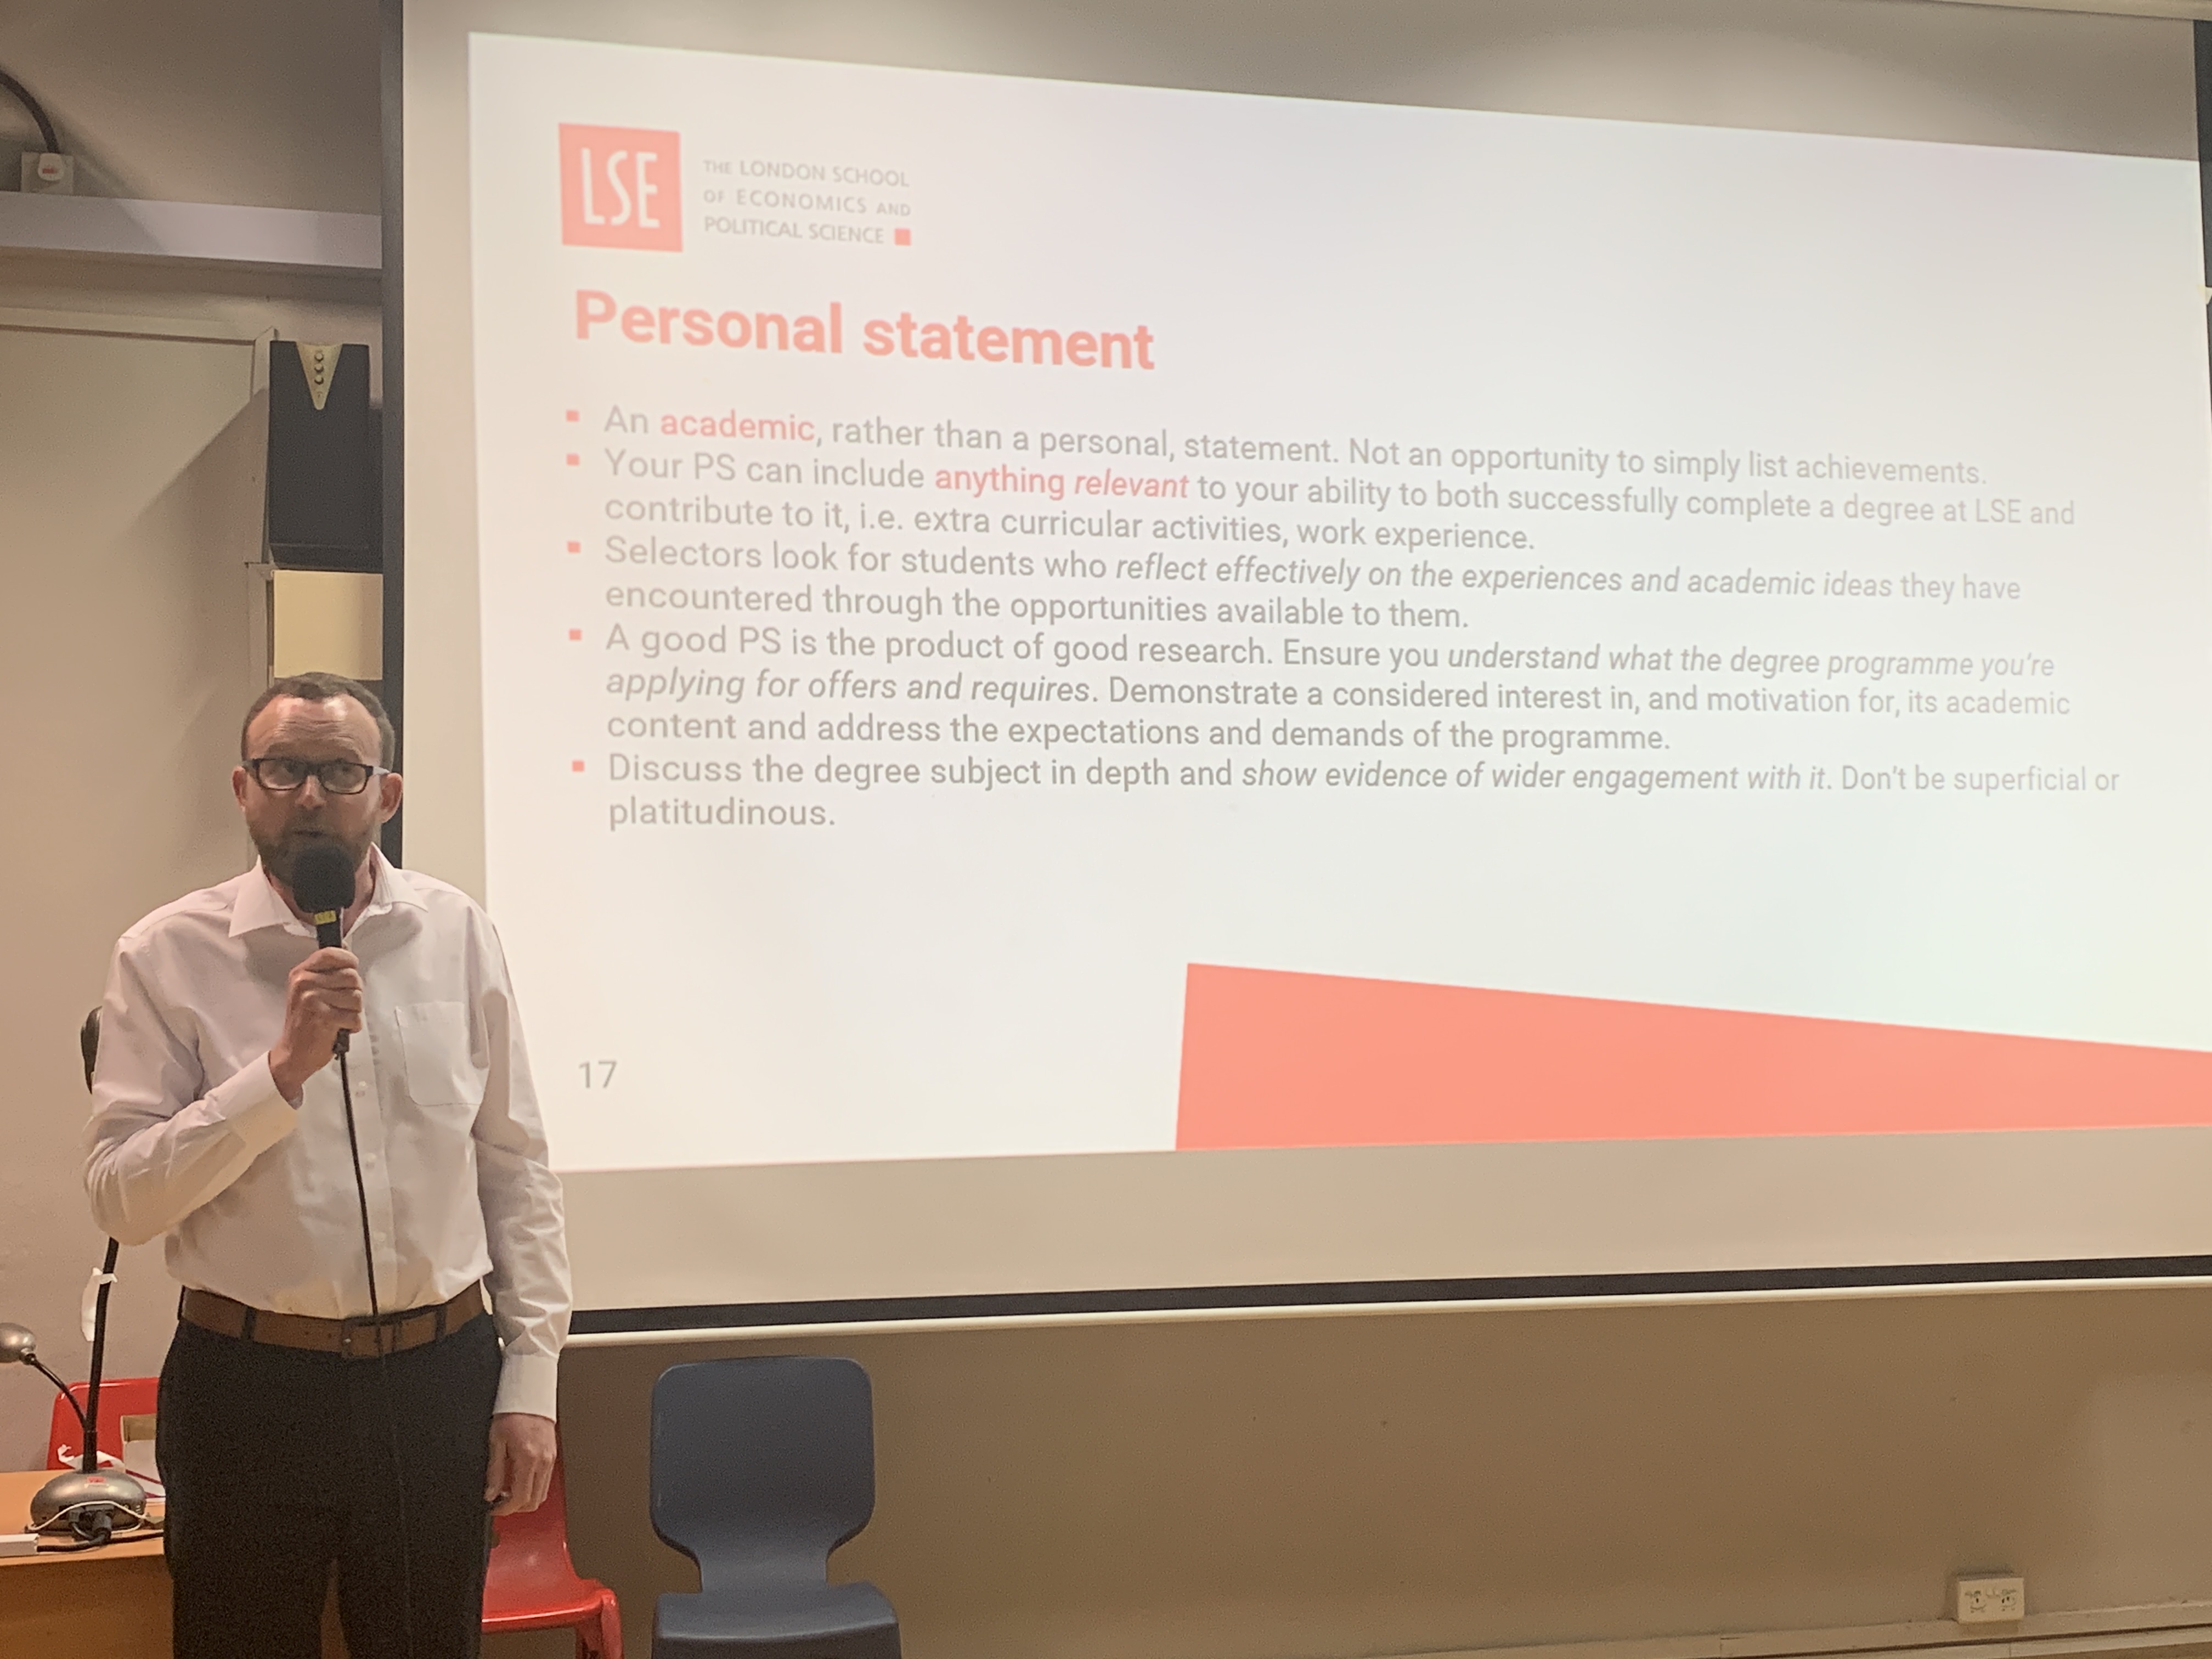 LSE
THE LONDON SCHOOL
OF ECONOMICS AND
POLITICAL SCIENCE
Personal statement
An academic, rather than a personal, statement. Not an opportunity to simply list achievements.
Your PS can include anything relevant to your ability to both successfully complete a degree at LSE and
contribute to it, i.e. extra curricular activities, work experience.
Selectors look for students who reflect effectively on the experiences and academic ideas they have
encountered through the opportunities available to them.
A good PS is the product of good research. Ensure you understand what the degree programme you're
applying for offers and requires. Demonstrate a considered interest in, and motivation for, its academic
content and address the expectations and demands of the programme.
Discuss the degree subject in depth and show evidence of wider engagement with it. Don't be superficial or
platitudinous.
17